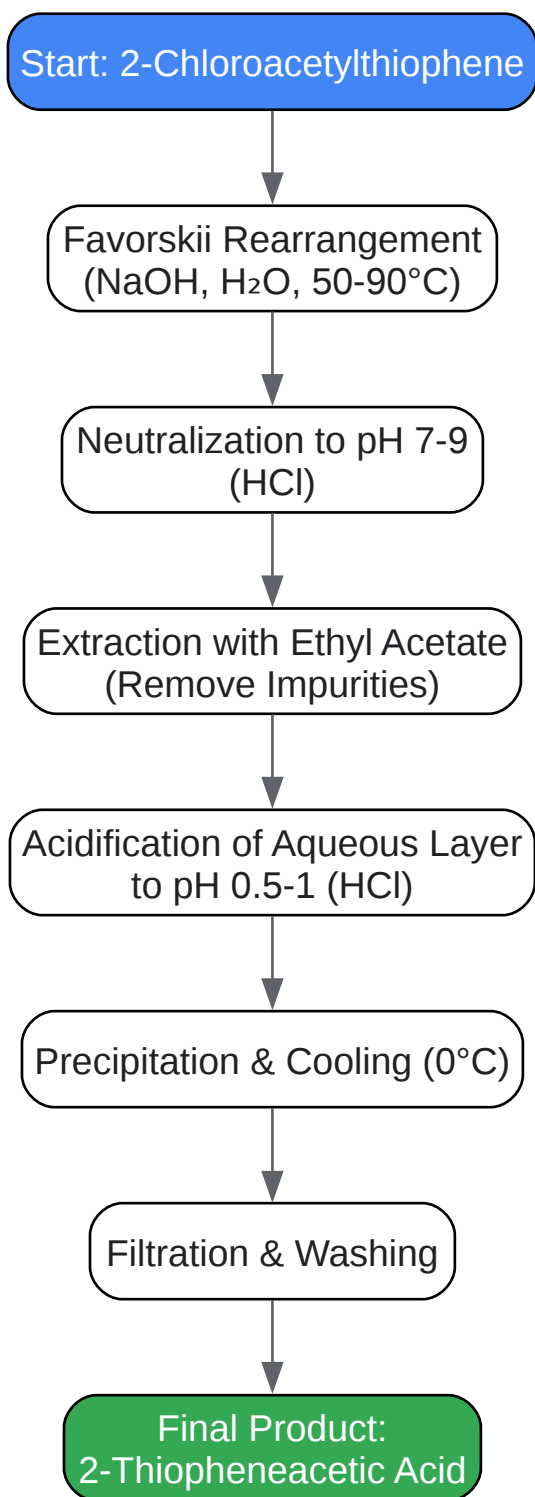 Start: 2-Chloroacetylthiophene
Favorskii Rearrangement
(NaOH, H₂O, 50-90°C)
Neutralization to pH 7-9
(HCl)
Extraction with Ethyl Acetate
(Remove Impurities)
Acidification of Aqueous Layer
to pH 0.5-1 (HCl)
Precipitation & Cooling (0°C)
Filtration & Washing
Final Product:
2-Thiopheneacetic Acid